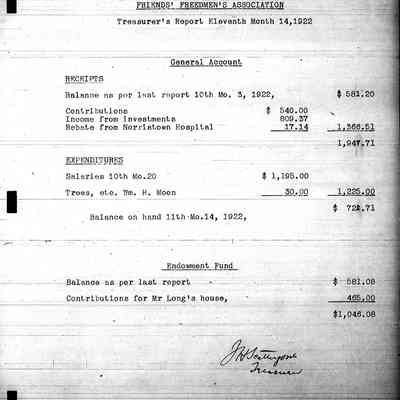 FRIENDS' FREEDMEN'S ASSOCIATION
Treasurer's Report Eleventh Month 14,1922
General Account
RECEIPTS
Balance as per last report 10th Mo. 3, 1922, $ 581.20
Contributions $ 540.00
Income from Investments 809.37
Rebate from Norristown Hospital 17.14 1,366.51
1,947.71
EXPENDITURES
Salaries 10th Mo.20 $ 1,195.00
Trees, etc. Wm. H. Moon 30.00 1,225.00
$ 722.71
Balance on hand 11th Mo.14, 1922,
Endowment Fund
Balance as per last report $ 581.08
Contributions for Mr Long's house, 465.00
$1,046.08
Treasurer